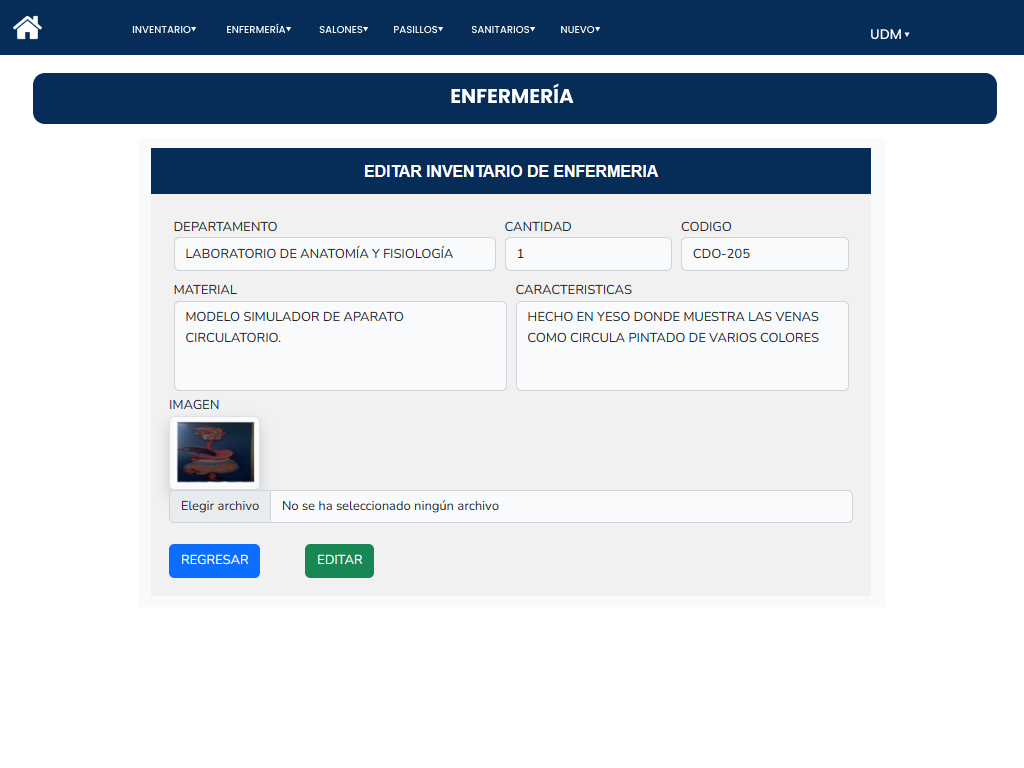 INVENTARIO▾ ENFERMERÍA▾ SALONES▾ PASILLOS▾ SANITARIOS▾ NUEVO▾ UDM ▾
ENFERMERÍA
EDITAR INVENTARIO DE ENFERMERIA
DEPARTAMENTO CANTIDAD CODIGO
LABORATORIO DE ANATOMÍA Y FISIOLOGÍA 1 CDO-205
MATERIAL CARACTERISTICAS
MODELO SIMULADOR DE APARATO HECHO EN YESO DONDE MUESTRA LAS VENAS
CIRCULATORIO. COMO CIRCULA PINTADO DE VARIOS COLORES
IMAGEN
Elegir archivo No se ha seleccionado ningún archivo
REGRESAR EDITAR